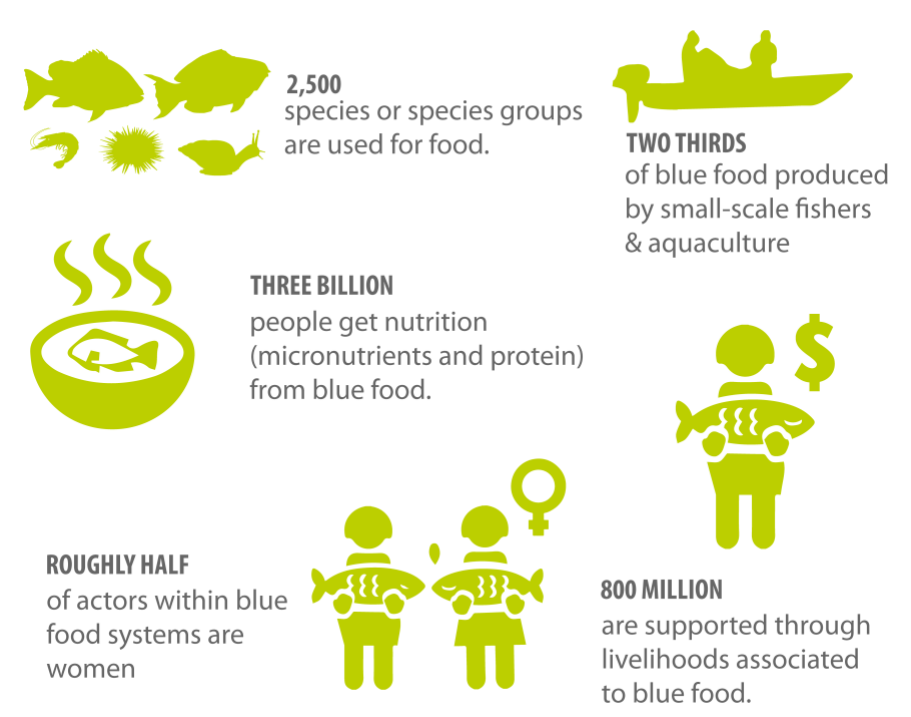 2,500
species or species groups
are used for food.
TWO THIRDS
of blue food produced
by small-scale fishers
& aquaculture
THREE BILLION
people get nutrition
(micronutrients and protein)
from blue food.
$
ROUGHLY HALF
of actors within blue
food systems are
women
800 MILLION
are supported through
livelihoods associated
to blue food.